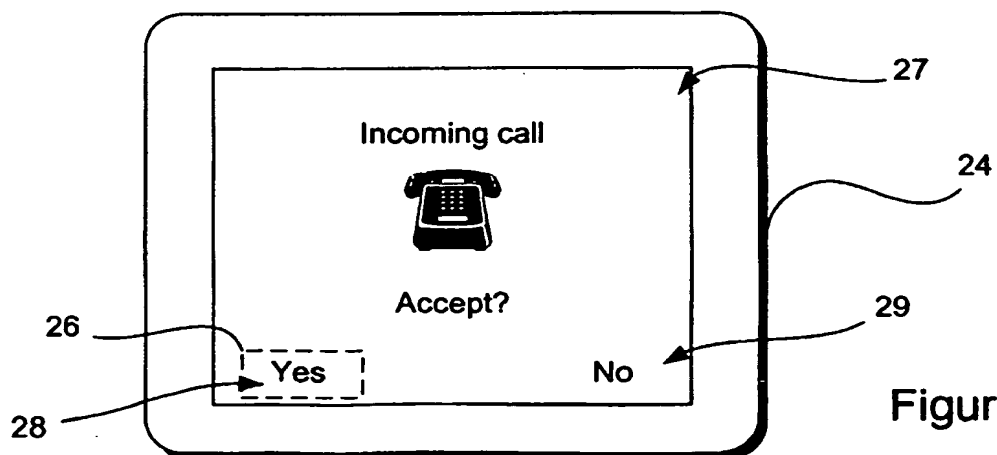 27
Incoming call
24
Accept?
26
29
Yes
No
28
Figur